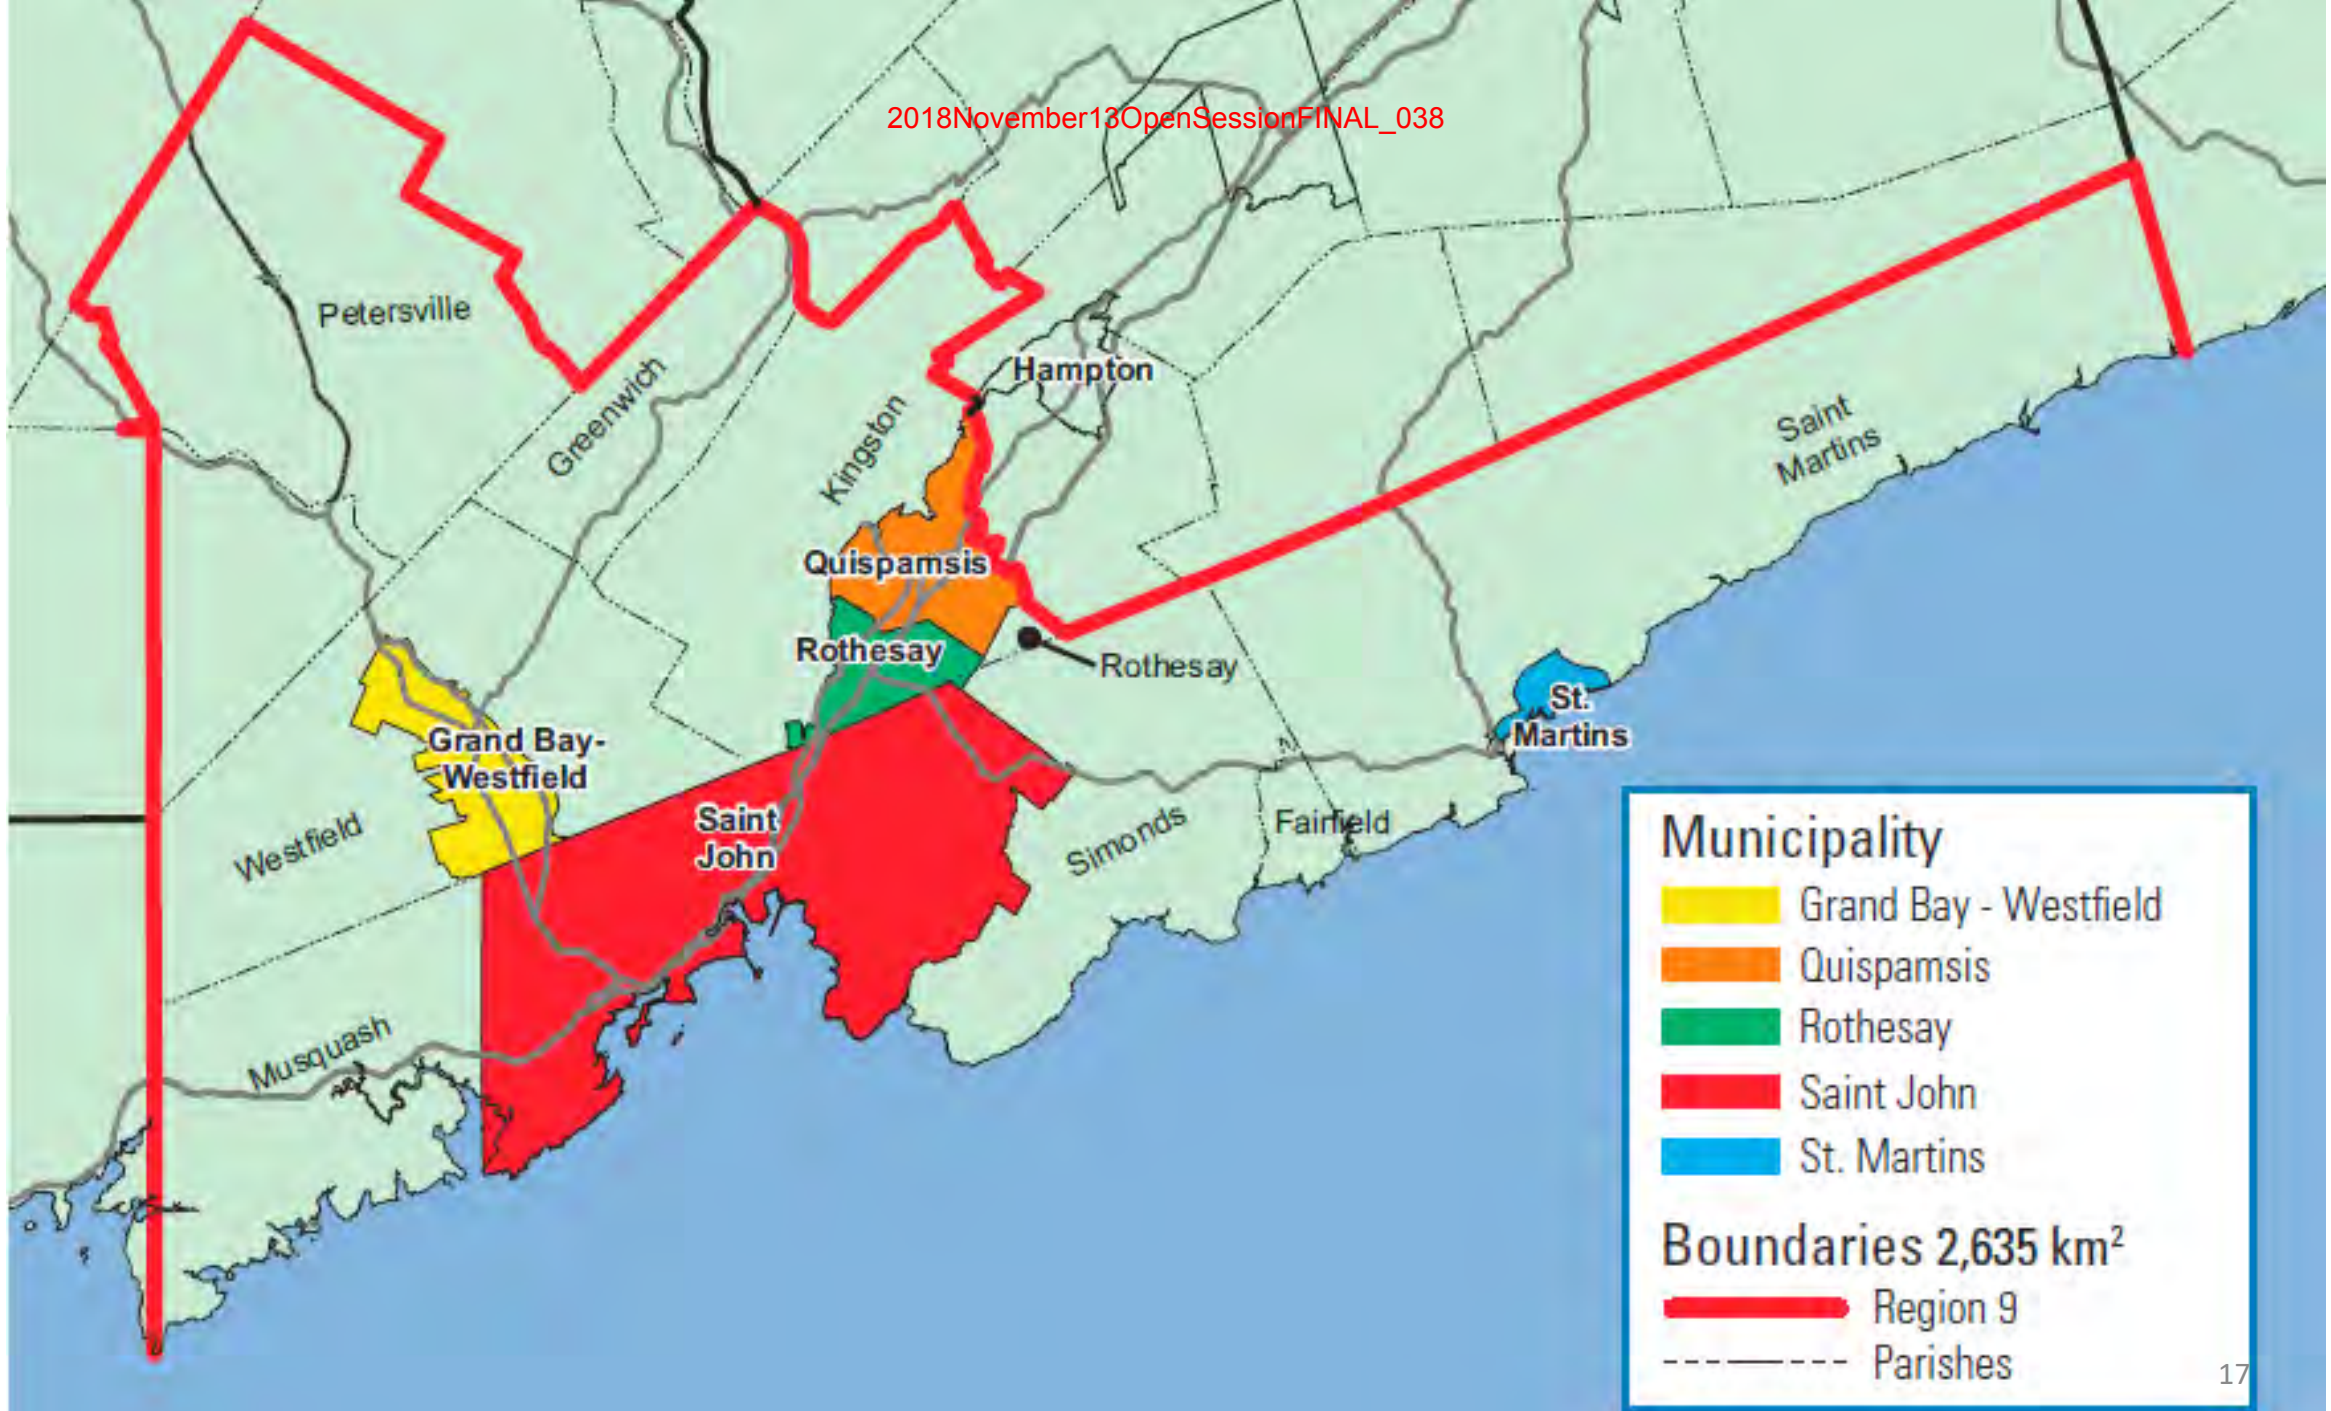 2018November13OpenSessionFINAL_038
Petersville
Greenwich
Kingston
Hampton
Saint
Martins
Quispamsis
Rothesay
Rothesay
St.
Martins
Grand Bay-
Westfield
Saint
John
Westfield
Simonds
Fairfield
Musquash
Municipality
Grand Bay - Westfield
Quispamsis
Rothesay
Saint John
St. Martins
Boundaries 2,635 km²
Region 9
Parishes
17